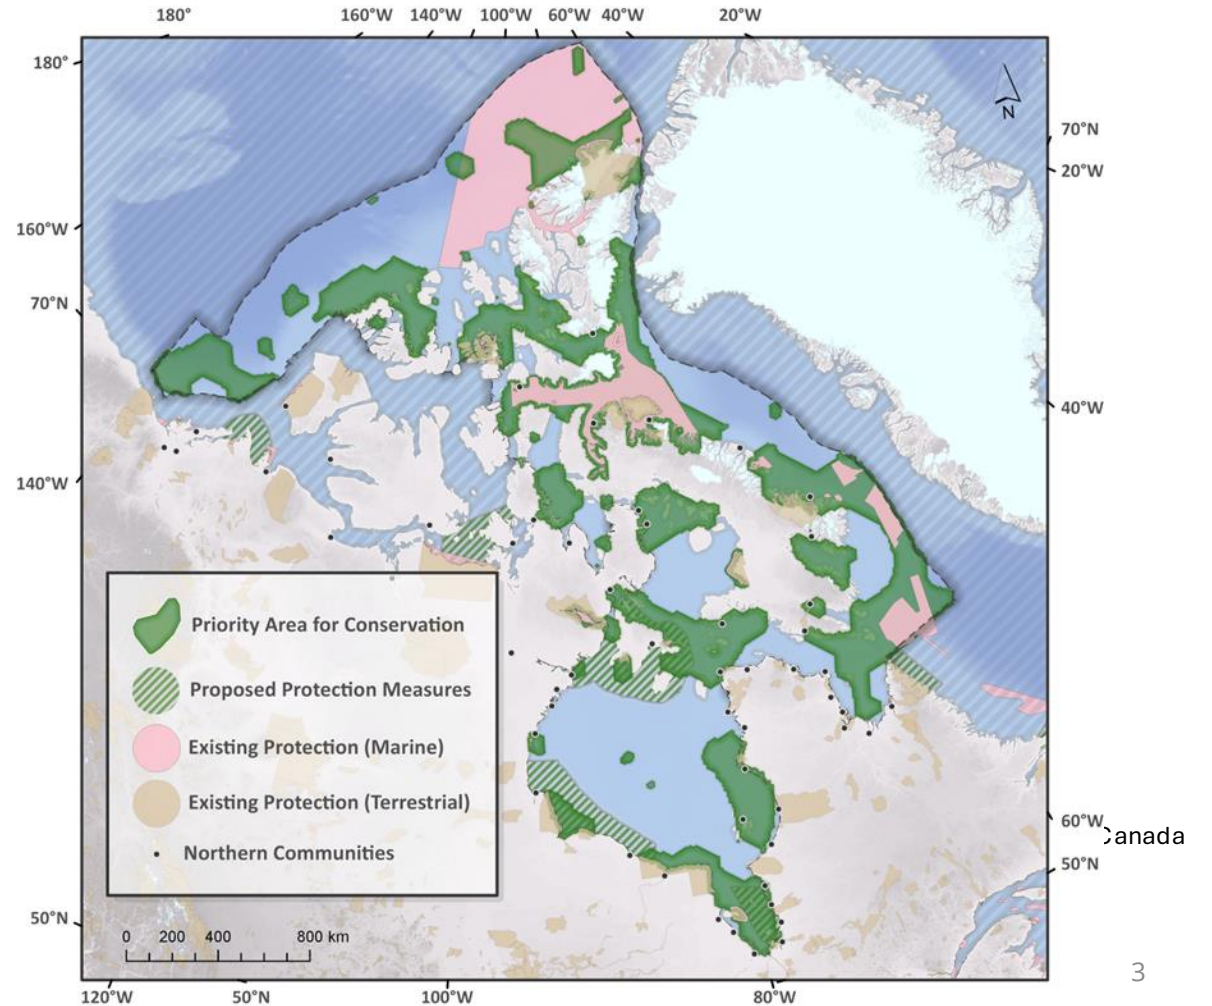 180° 160°W 140°W 100°W 60°W 40°W 20°W
180°
N
70°N
20°W
160°W
70°N
40°W
140°W
Priority Area for Conservation
Proposed Protection Measures
Existing Protection (Marine)
Existing Protection (Terrestrial)
Northern Communities
60°W
Canada
50°N
50°N
0 200 400 800 km
3
120°W 50°N 100°W 80°W